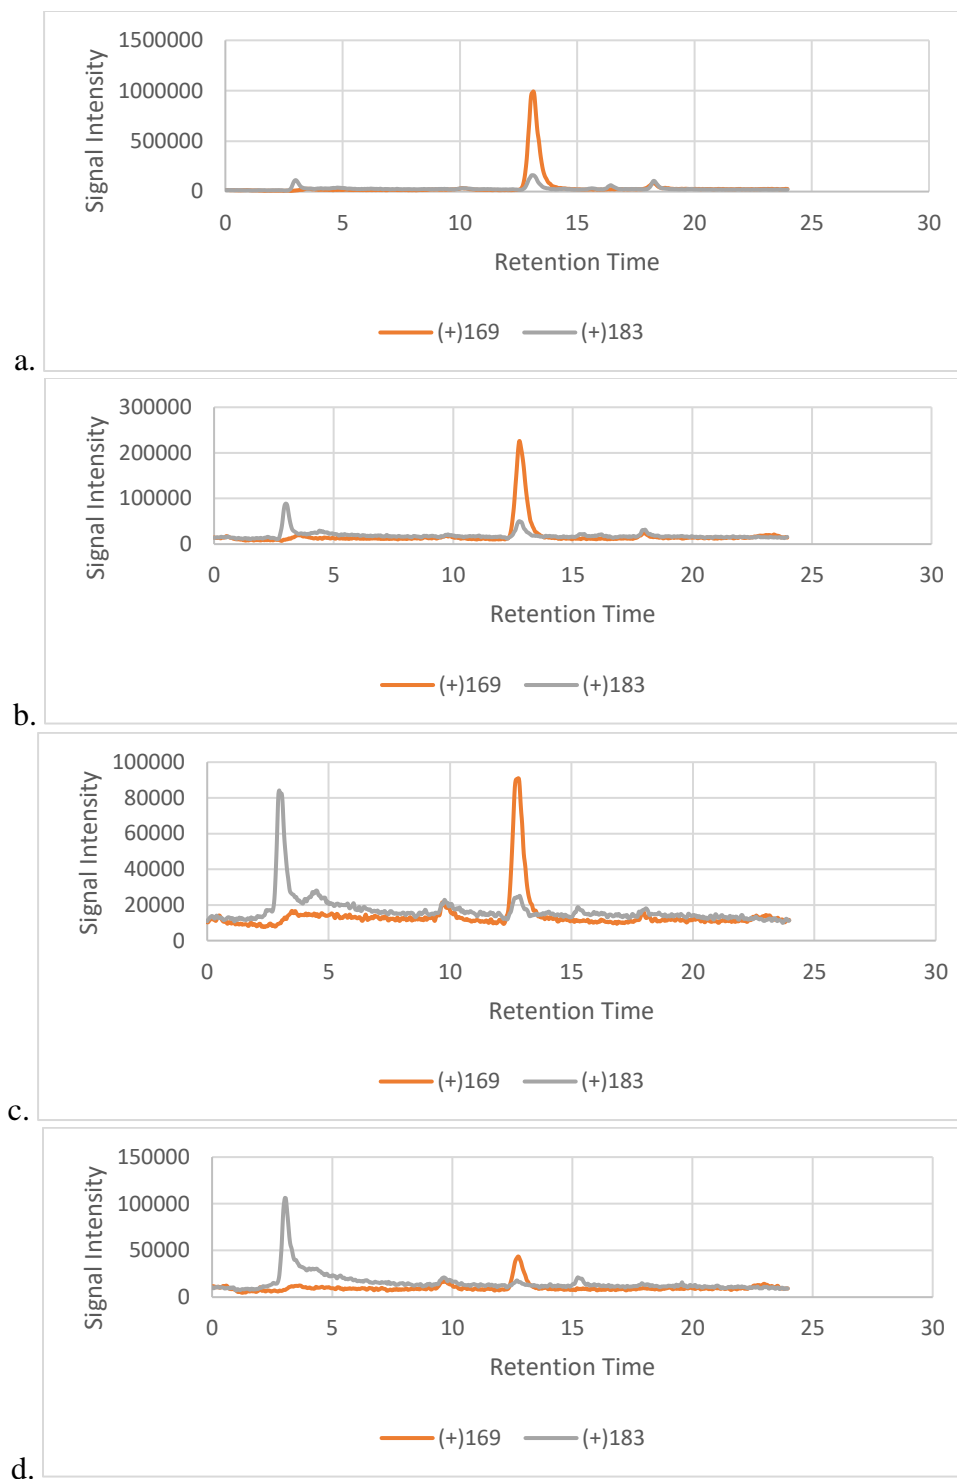 1500000
1000000
500000
0
Signal Intensity
0 5 10 15 20 25 30
Retention Time
(+)169 (+)183
a.
300000
200000
100000
0
Signal Intensity
0 5 10 15 20 25 30
Retention Time
(+)169 (+)183
b.
100000
80000
60000
40000
20000
0
Signal Intensity
0 5 10 15 20 25 30
Retention Time
(+)169 (+)183
c.
150000
100000
50000
0
Signal Intensity
0 5 10 15 20 25 30
Retention Time
(+)169 (+)183
d.